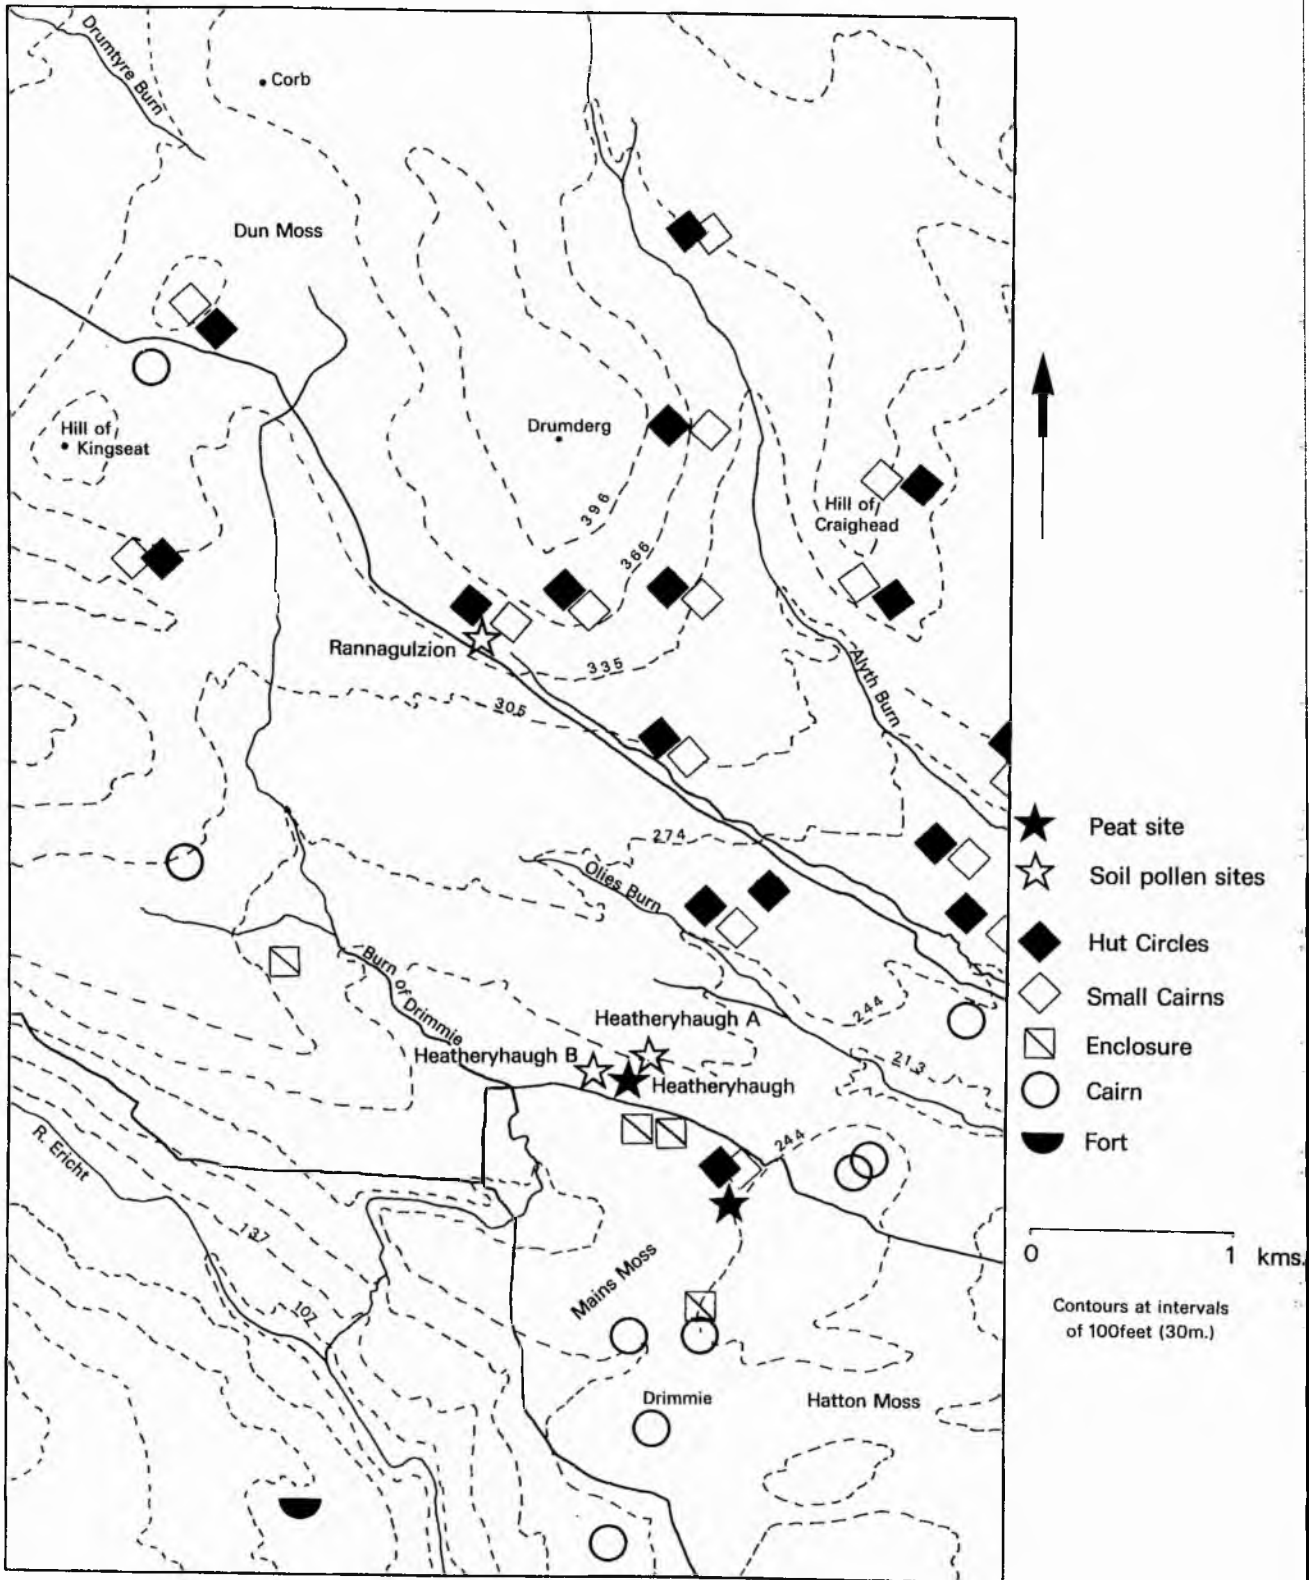 Drumtyre Burn
Corb
Dun Moss
Hill of
Kingseat
Drumderg
396
366
Hill of
Craighead
Rannagulzion
335
305
Alyth Burn
274
Olies Burn
Burn of Drimmie
244
Heatheryhaugh A
Heatheryhaugh B
Heatheryhaugh
213
244
R. Ericht
137
107
Mains Moss
Drimmie
Hatton Moss
Peat site
Soil pollen sites
Hut Circles
Small Cairns
Enclosure
Cairn
Fort
0 1 kms.
Contours at intervals
of 100feet (30m.)